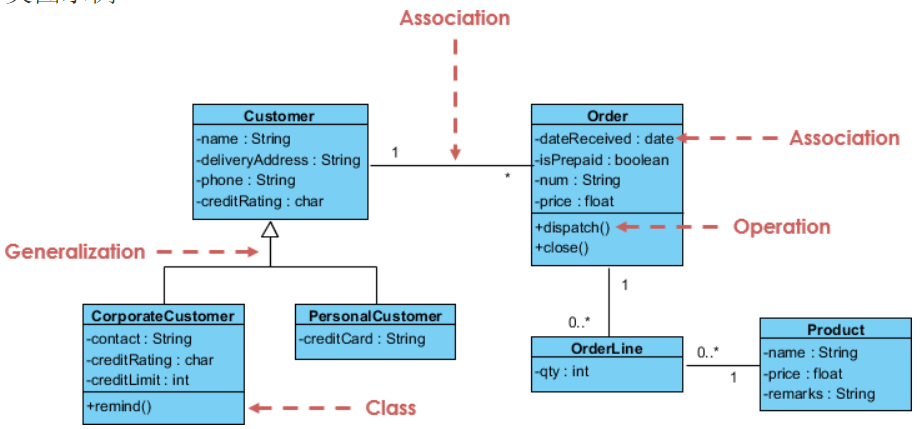 Association
Customer
-name : String
-deliveryAddress : String
-phone : String
-creditRating : char
1
*
Order
-dateReceived : date
-isPrepaid : boolean
-num : String
-price : float
+dispatch()
+close()
Association
Operation
Generalization
CorporateCustomer
-contact : String
-creditRating : char
-creditLimit : int
+remind()
Class
PersonalCustomer
-creditCard : String
1
0..*
OrderLine
-qty : int
0..*
1
Product
-name : String
-price : float
-remarks : String